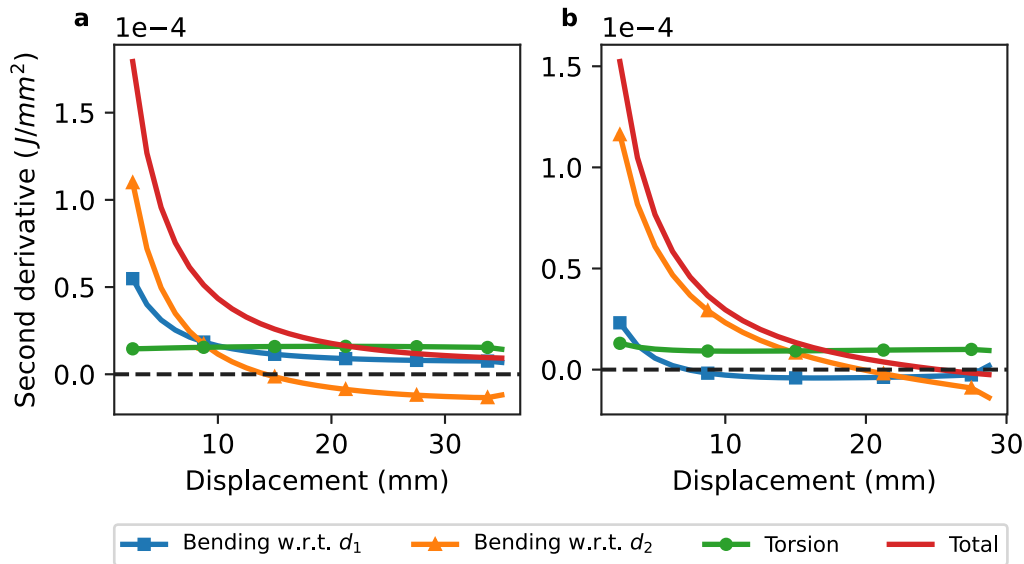 a
b
1e−4
1e−4
Second derivative (J/mm²)
1.5
1.0
0.5
0.0
10
20
30
Displacement (mm)
1.5
1.0
0.5
0.0
10
20
30
Displacement (mm)
Bending w.r.t. d₁
Bending w.r.t. d₂
Torsion
Total